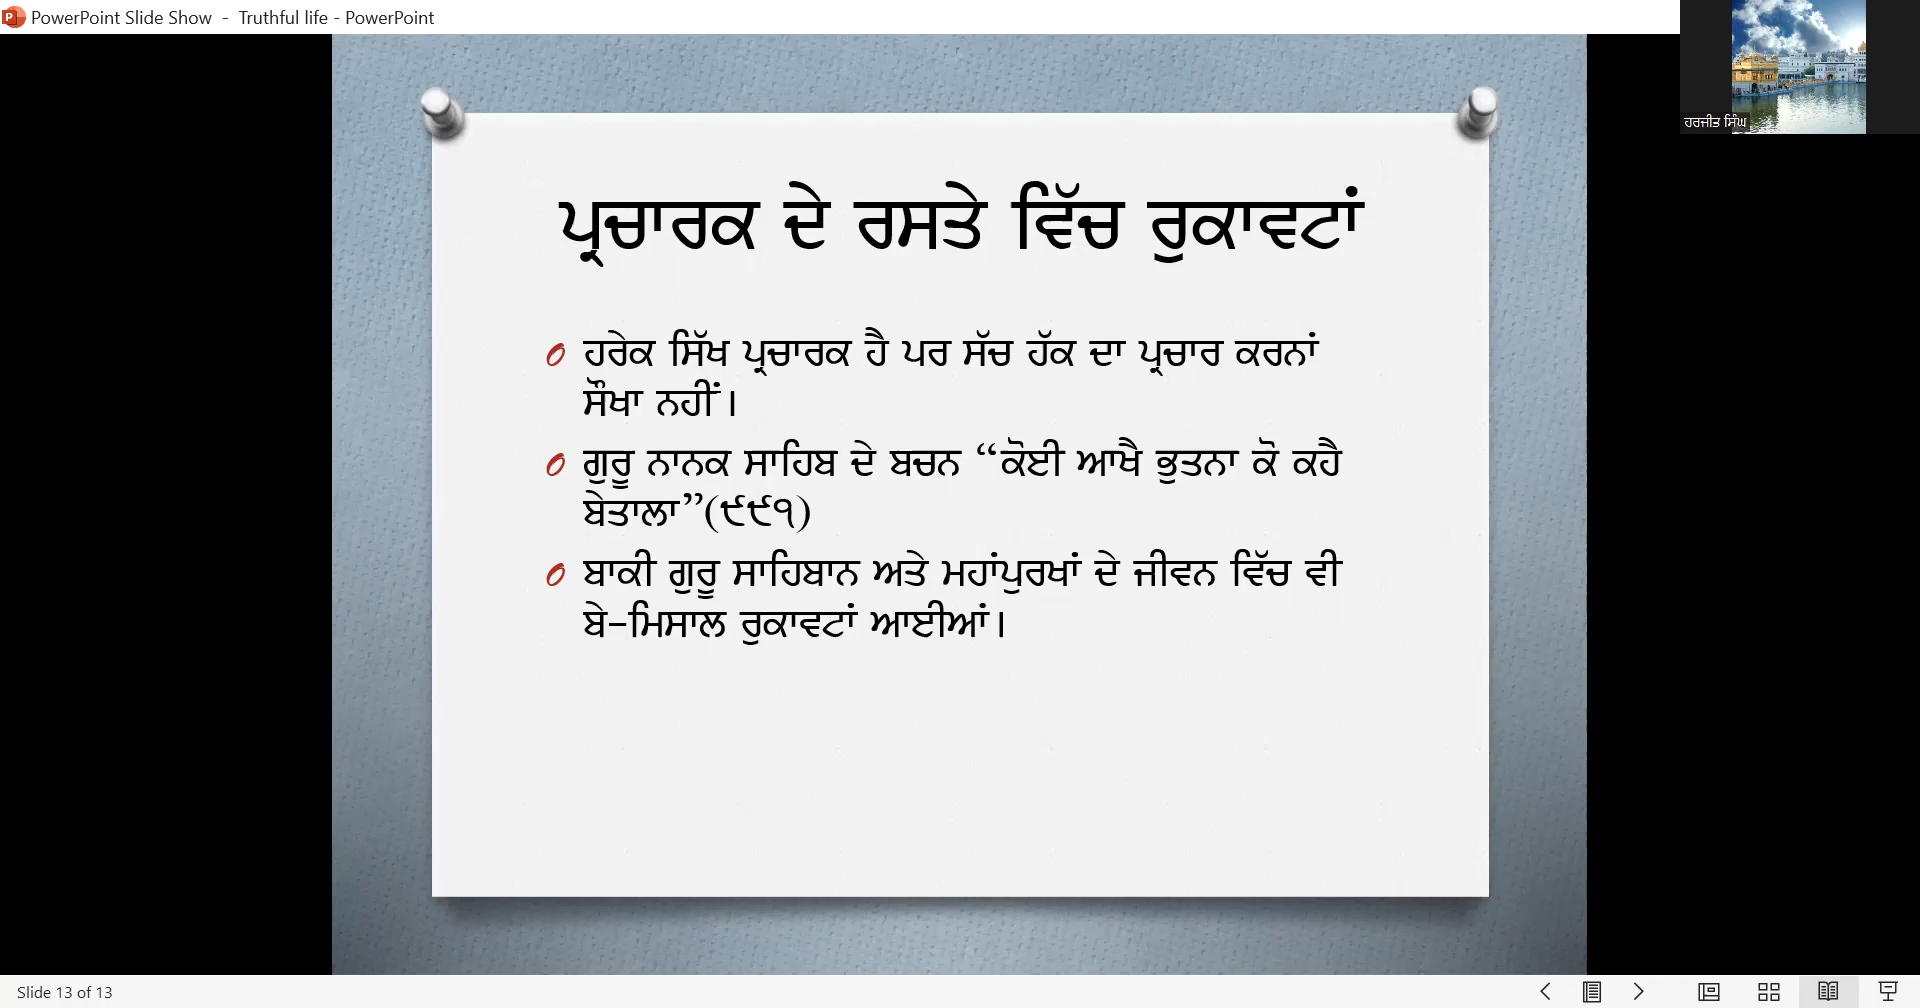 PowerPoint Slide Show - Truthful life - PowerPoint
ਹਰਜੀਤ ਸਿੰਘ
ਪ੍ਰਚਾਰਕ ਦੇ ਰਸਤੇ ਵਿੱਚ ਰੁਕਾਵਟਾਂ
ਹਰੇਕ ਸਿੱਖ ਪ੍ਰਚਾਰਕ ਹੈ ਪਰ ਸੱਚ ਹੱਕ ਦਾ ਪ੍ਰਚਾਰ ਕਰਨਾਂ
ਸੌਖਾ ਨਹੀਂ।
ਗੁਰੂ ਨਾਨਕ ਸਾਹਿਬ ਦੇ ਬਚਨ “ਕੋਈ ਆਖੈ ਭੁਤਨਾ ਕੋ ਕਹੈ
ਬੇਤਾਲਾ”(੯੯੧)
ਬਾਕੀ ਗੁਰੂ ਸਾਹਿਬਾਨ ਅਤੇ ਮਹਾਂਪੁਰਖਾਂ ਦੇ ਜੀਵਨ ਵਿੱਚ ਵੀ
ਬੇ-ਮਿਸਾਲ ਰੁਕਾਵਟਾਂ ਆਈਆਂ।
Slide 13 of 13